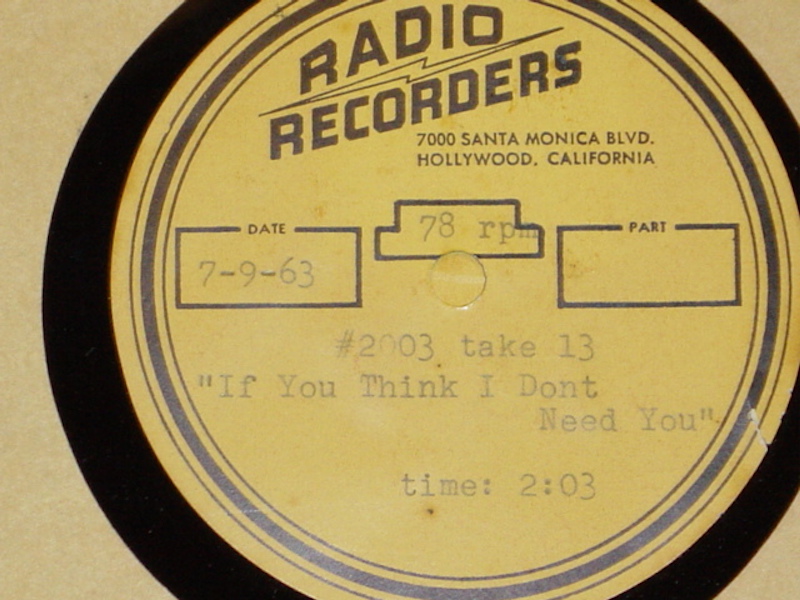 RADIO
RECORDERS
7000 SANTA MONICA BLVD.
HOLLYWOOD, CALIFORNIA
DATE
78 rpm
PART
7-9-63
#2003 take 13
"If You Think I Dont
Need You"
time: 2:03